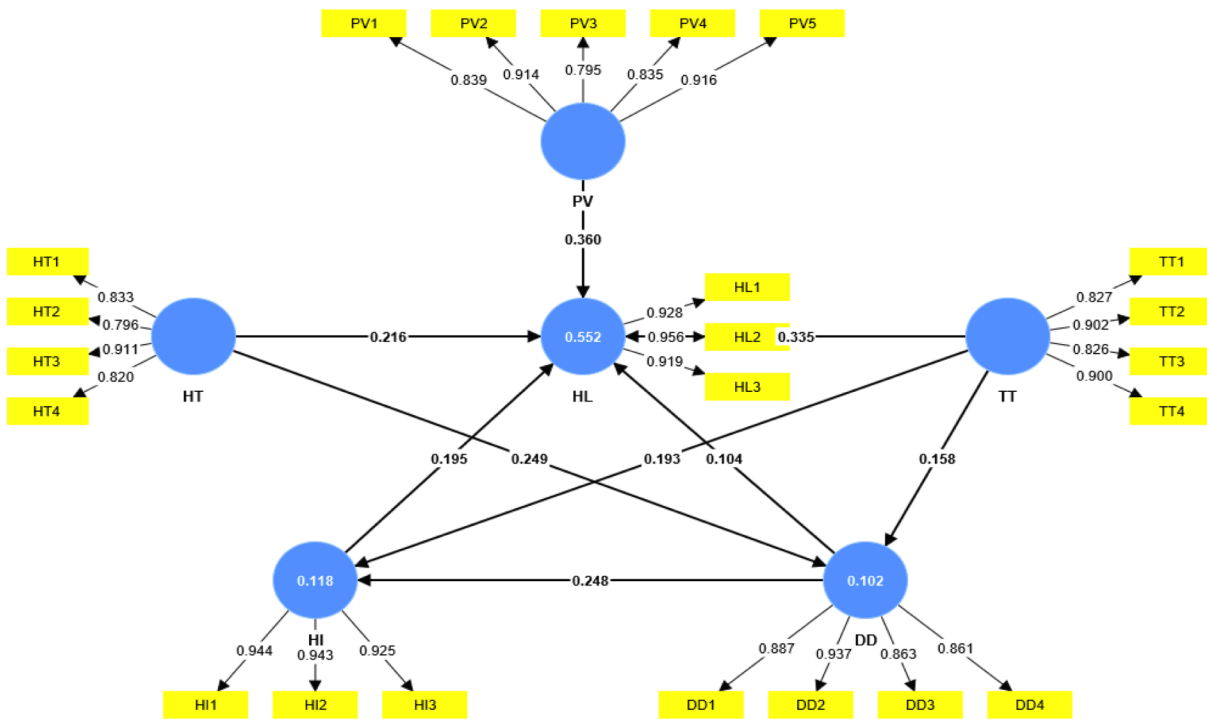 PV1 PV2 PV3 PV4 PV5
0.839 0.914 0.795 0.835 0.916
PV
0.360
HT1
HT2
HT3
HT4
0.833
0.796
0.911
0.820
HT
0.216
0.552
HL
HL1
HL2
HL3
0.928
0.956
0.919
0.335
TT
TT1
TT2
TT3
TT4
0.827
0.902
0.826
0.900
0.195 0.249 0.193 0.104 0.158
0.118
HI
0.248
0.102
DD
0.944 0.943 0.925
HI1 HI2 HI3
0.887 0.937 0.863 0.861
DD1 DD2 DD3 DD4